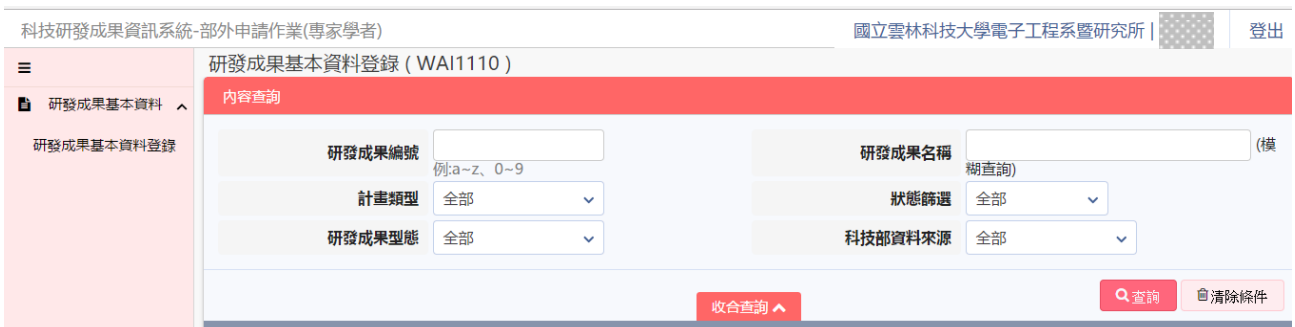 科技研發成果資訊系統-部外申請作業(專家學者)
國立雲林科技大學電子工程系暨研究所 |
登出
研發成果基本資料登錄 ( WAI1110 )
研發成果基本資料
研發成果基本資料登錄
內容查詢
研發成果編號
例:a~z、0~9
研發成果名稱
(模
糊查詢)
計畫類型 全部
狀態篩選 全部
研發成果型態 全部
科技部資料來源 全部
查詢
清除條件
收合查詢